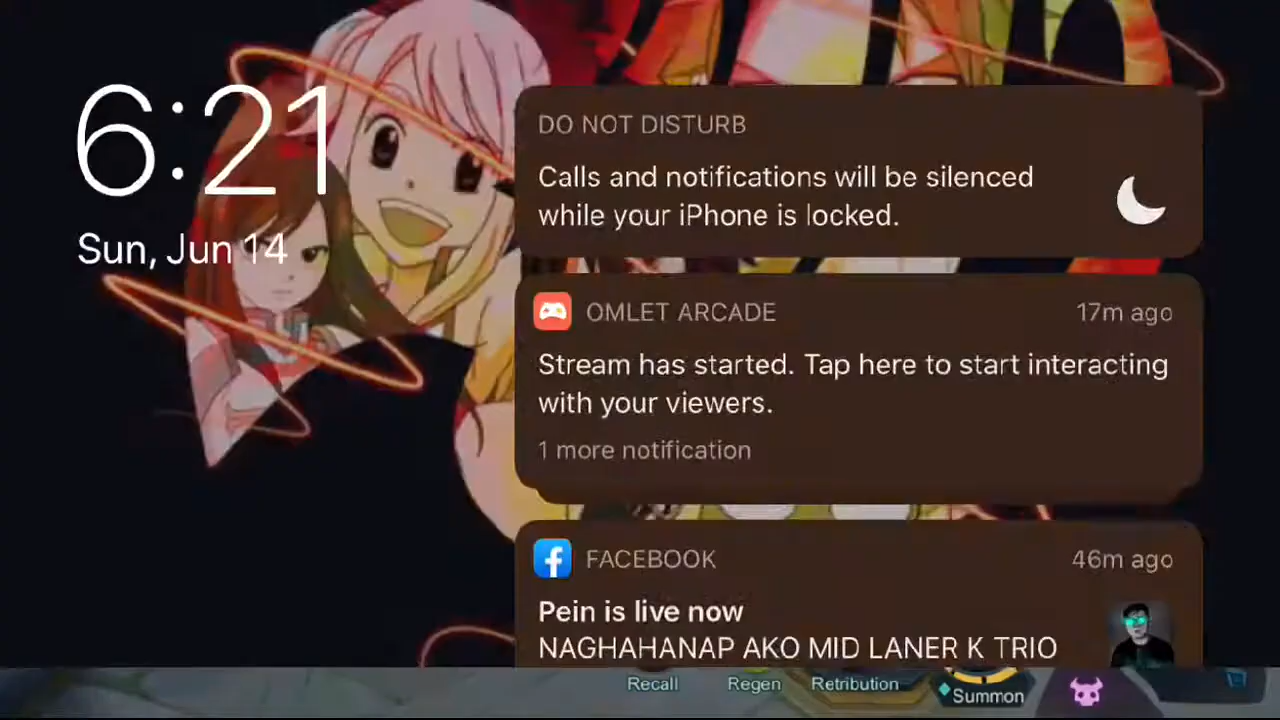 6:21
Sun, Jun 14
DO NOT DISTURB
Calls and notifications will be silenced
while your iPhone is locked.
OMLET ARCADE 17m ago
Stream has started. Tap here to start interacting
with your viewers.
1 more notification
FACEBOOK 46m ago
Pein is live now
NAGHAHANAP AKO MID LANER K TRIO
Recall Regen Retribution Summon